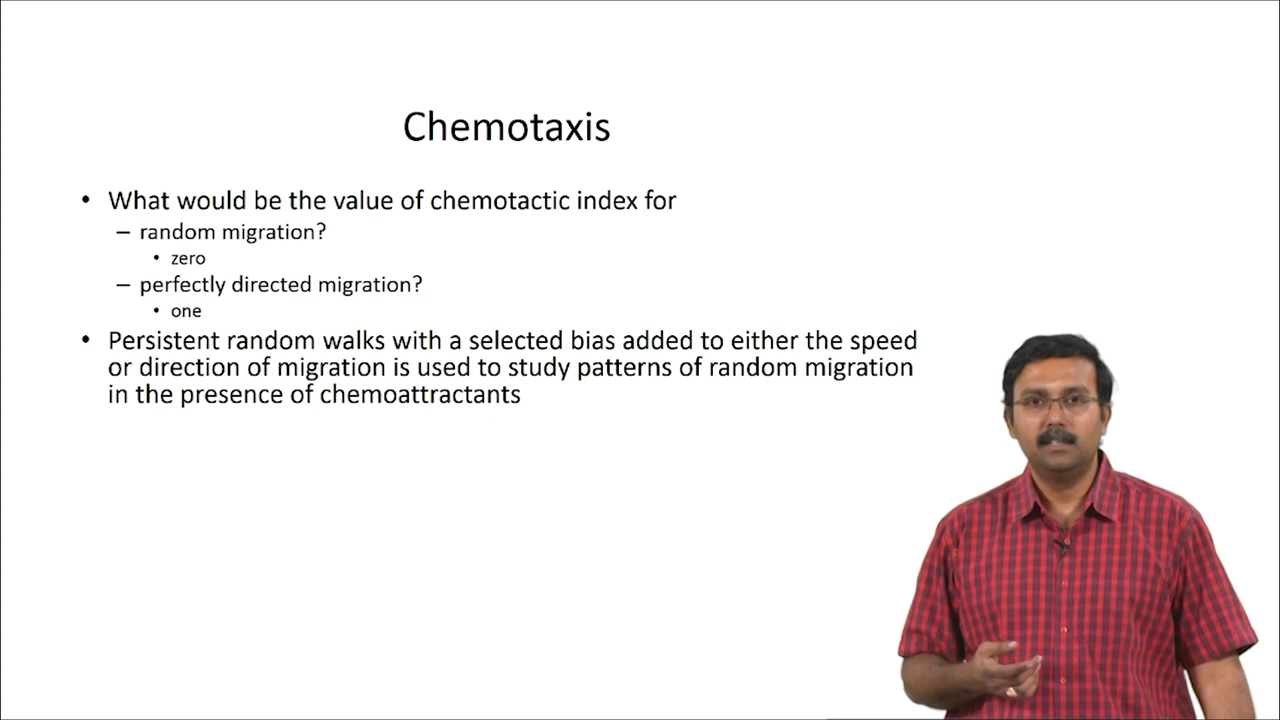 Chemotaxis
• What would be the value of chemotactic index for
– random migration?
• zero
– perfectly directed migration?
• one
• Persistent random walks with a selected bias added to either the speed
or direction of migration is used to study patterns of random migration
in the presence of chemoattractants